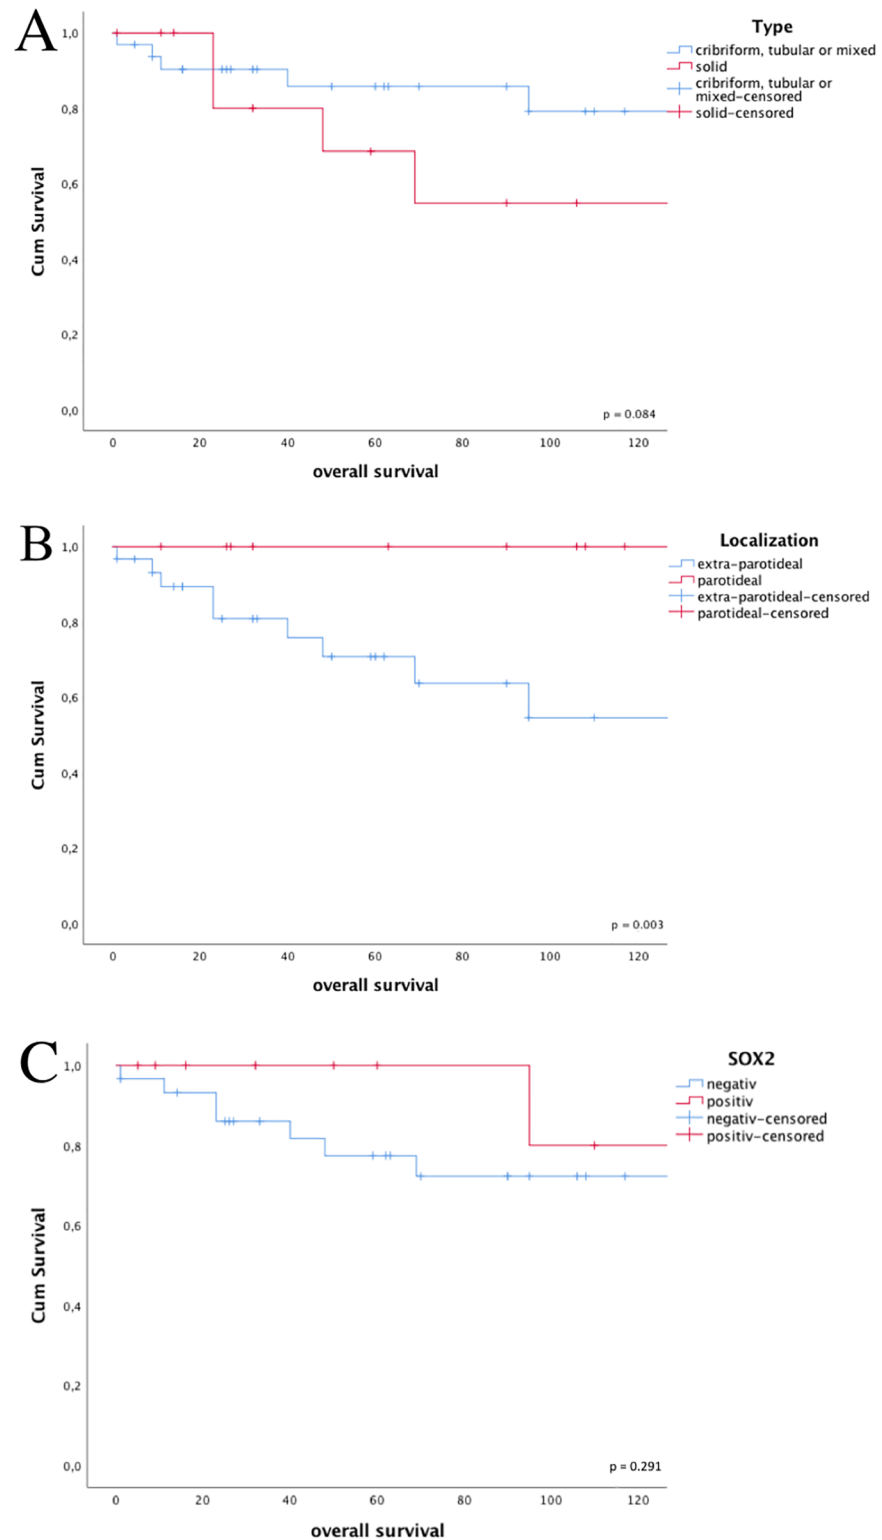 A
Type
cribriform, tubular or mixed
solid
cribriform, tubular or
mixed-censored
solid-censored
1,0
0,8
0,6
0,4
0,2
0,0
Cum Survival
p = 0.084
0 20 40 60 80 100 120
overall survival
B
Localization
extra-parotideal
parotideal
extra-parotideal-censored
parotideal-censored
1,0
0,8
0,6
0,4
0,2
0,0
Cum Survival
p = 0.003
0 20 40 60 80 100 120
overall survival
C
SOX2
negativ
positiv
negativ-censored
positiv-censored
1,0
0,8
0,6
0,4
0,2
0,0
Cum Survival
p = 0.291
0 20 40 60 80 100 120
overall survival